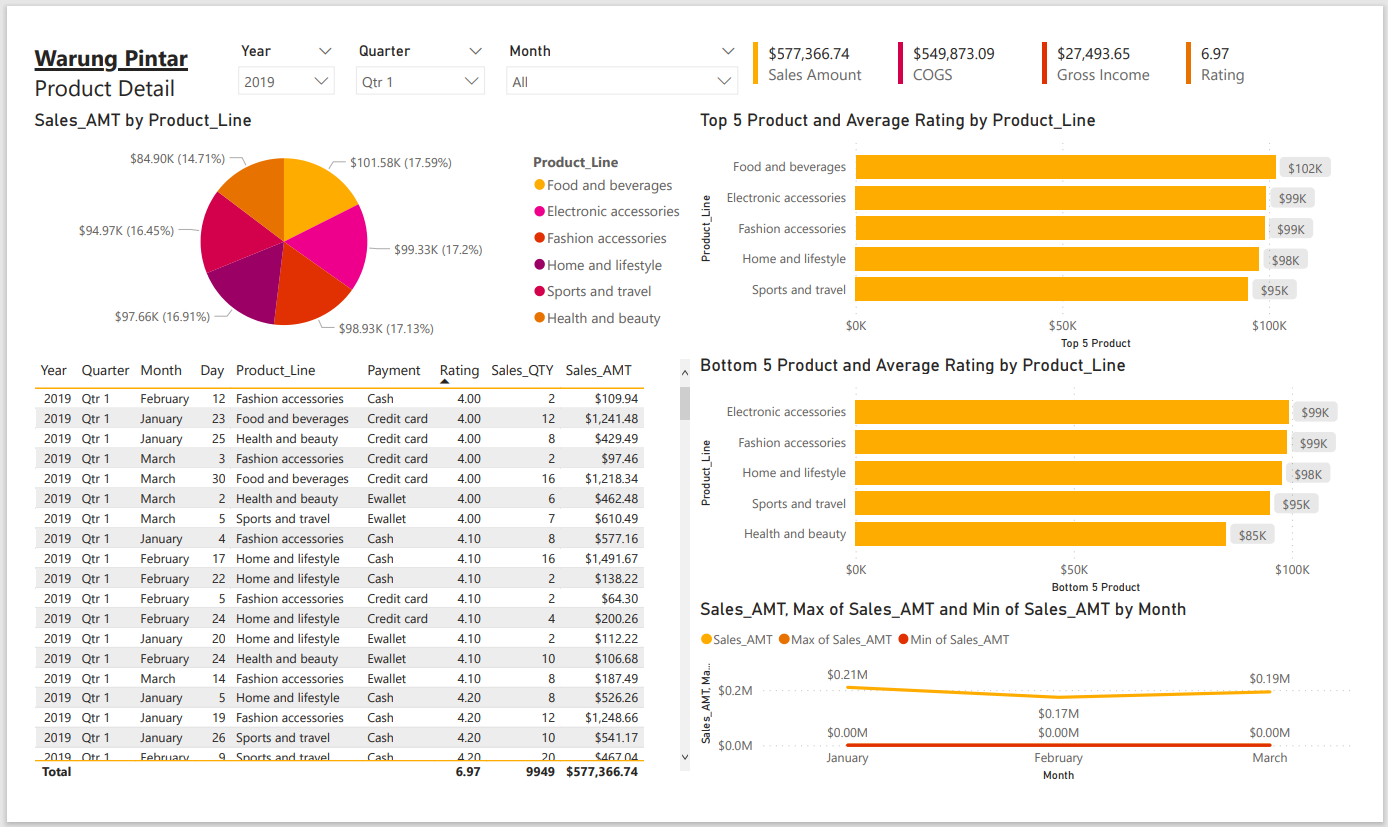 Warung Pintar
Product Detail
Year
2019
Quarter
Qtr 1
Month
All
$577,366.74
Sales Amount
$549,873.09
COGS
$27,493.65
Gross Income
6.97
Rating
Sales_AMT by Product_Line
$84.90K (14.71%)
$101.58K (17.59%)
$94.97K (16.45%)
$99.33K (17.2%)
$97.66K (16.91%)
$98.93K (17.13%)
Product_Line
Food and beverages
Electronic accessories
Fashion accessories
Home and lifestyle
Sports and travel
Health and beauty
Top 5 Product and Average Rating by Product_Line
Product_Line
Food and beverages $102K
Electronic accessories $99K
Fashion accessories $99K
Home and lifestyle $98K
Sports and travel $95K
$0K $50K $100K
Top 5 Product
Year Quarter Month Day Product_Line Payment Rating Sales_QTY Sales_AMT
2019 Qtr 1 February 12 Fashion accessories Cash 4.00 2 $109.94
2019 Qtr 1 January 23 Food and beverages Credit card 4.00 12 $1,241.48
2019 Qtr 1 January 25 Health and beauty Credit card 4.00 8 $429.49
2019 Qtr 1 March 3 Fashion accessories Credit card 4.00 2 $97.46
2019 Qtr 1 March 30 Food and beverages Credit card 4.00 16 $1,218.34
2019 Qtr 1 March 2 Health and beauty Ewallet 4.00 6 $462.48
2019 Qtr 1 March 5 Sports and travel Ewallet 4.00 7 $610.49
2019 Qtr 1 January 4 Fashion accessories Cash 4.10 8 $577.16
2019 Qtr 1 February 17 Home and lifestyle Cash 4.10 16 $1,491.67
2019 Qtr 1 February 22 Home and lifestyle Cash 4.10 2 $138.22
2019 Qtr 1 February 5 Fashion accessories Credit card 4.10 2 $64.30
2019 Qtr 1 February 24 Home and lifestyle Credit card 4.10 4 $200.26
2019 Qtr 1 January 20 Home and lifestyle Ewallet 4.10 2 $112.22
2019 Qtr 1 February 24 Health and beauty Ewallet 4.10 10 $106.68
2019 Qtr 1 March 14 Fashion accessories Ewallet 4.10 8 $187.49
2019 Qtr 1 January 5 Home and lifestyle Cash 4.20 8 $526.26
2019 Qtr 1 January 19 Fashion accessories Cash 4.20 12 $1,248.66
2019 Qtr 1 January 26 Sports and travel Cash 4.20 10 $541.17
2019 Qtr 1 February 9 Sports and travel Cash 4.20 20 $467.04
Total 6.97 9949 $577,366.74
Bottom 5 Product and Average Rating by Product_Line
Product_Line
Electronic accessories $99K
Fashion accessories $99K
Home and lifestyle $98K
Sports and travel $95K
Health and beauty $85K
$0K $50K $100K
Bottom 5 Product
Sales_AMT, Max of Sales_AMT and Min of Sales_AMT by Month
Sales_AMT Max of Sales_AMT Min of Sales_AMT
Sales_AMT, Ma...
$0.2M
$0.0M
$0.21M
$0.17M
$0.19M
$0.00M $0.00M $0.00M
January February March
Month